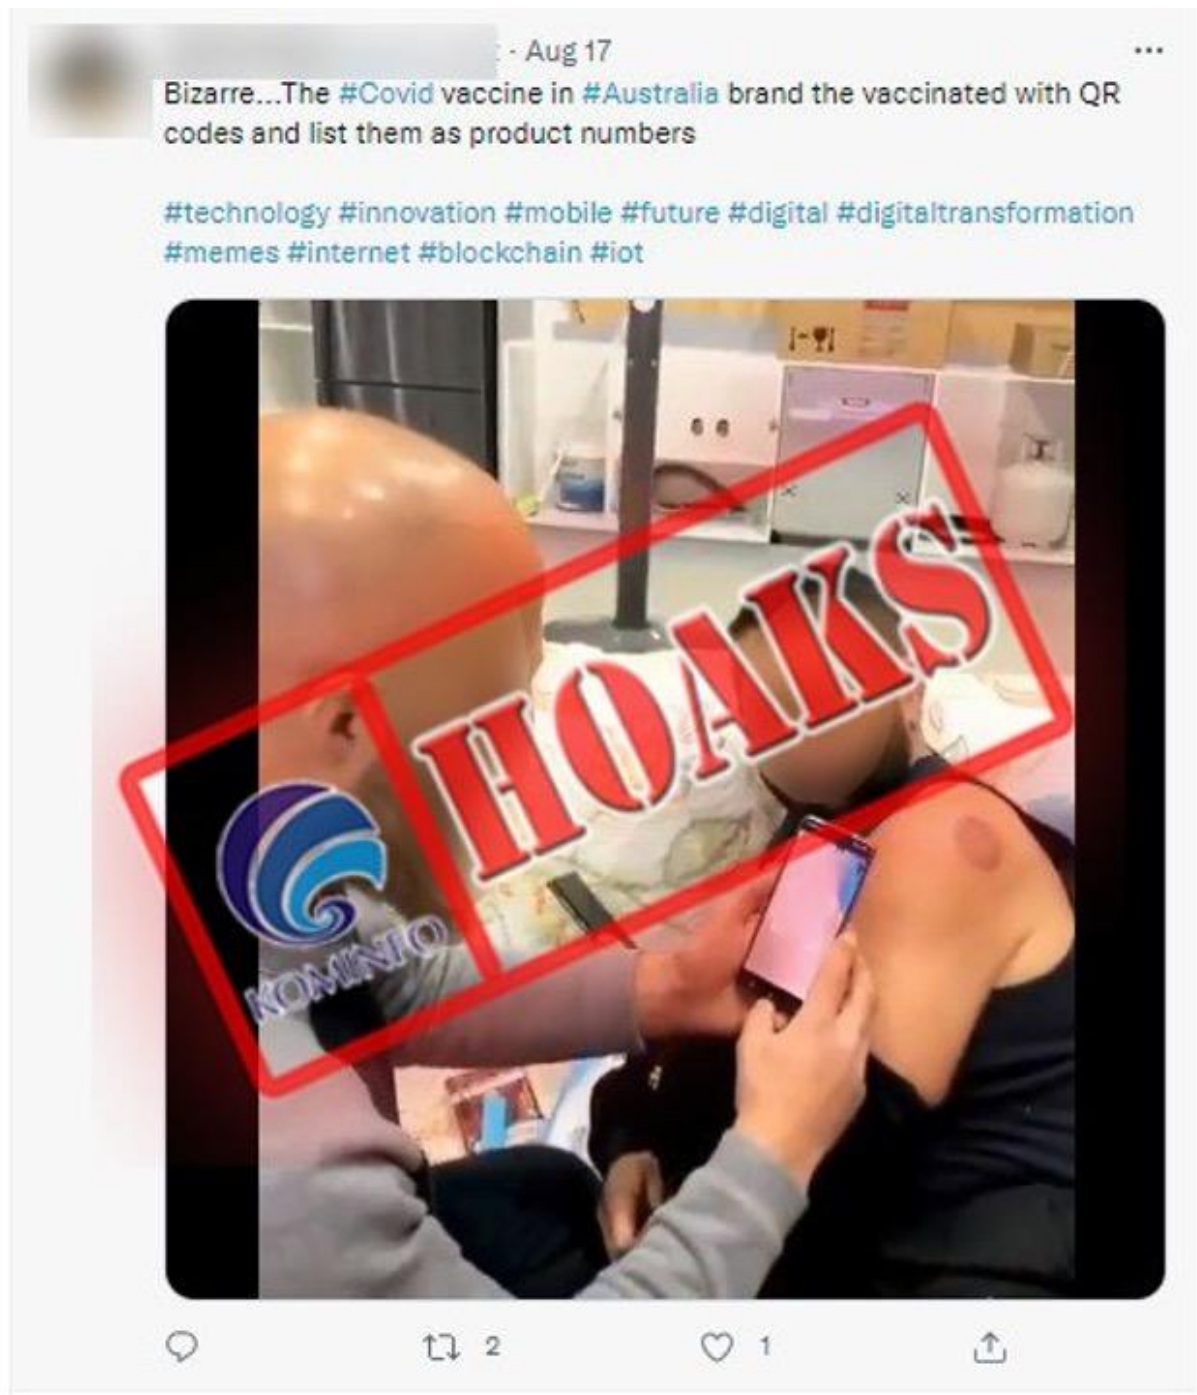 · Aug 17
Bizarre...The #Covid vaccine in #Australia brand the vaccinated with QR
codes and list them as product numbers
#technology #innovation #mobile #future #digital #digitaltransformation
#memes #internet #blockchain #iot
HOAKS
KOMINFO
2
1